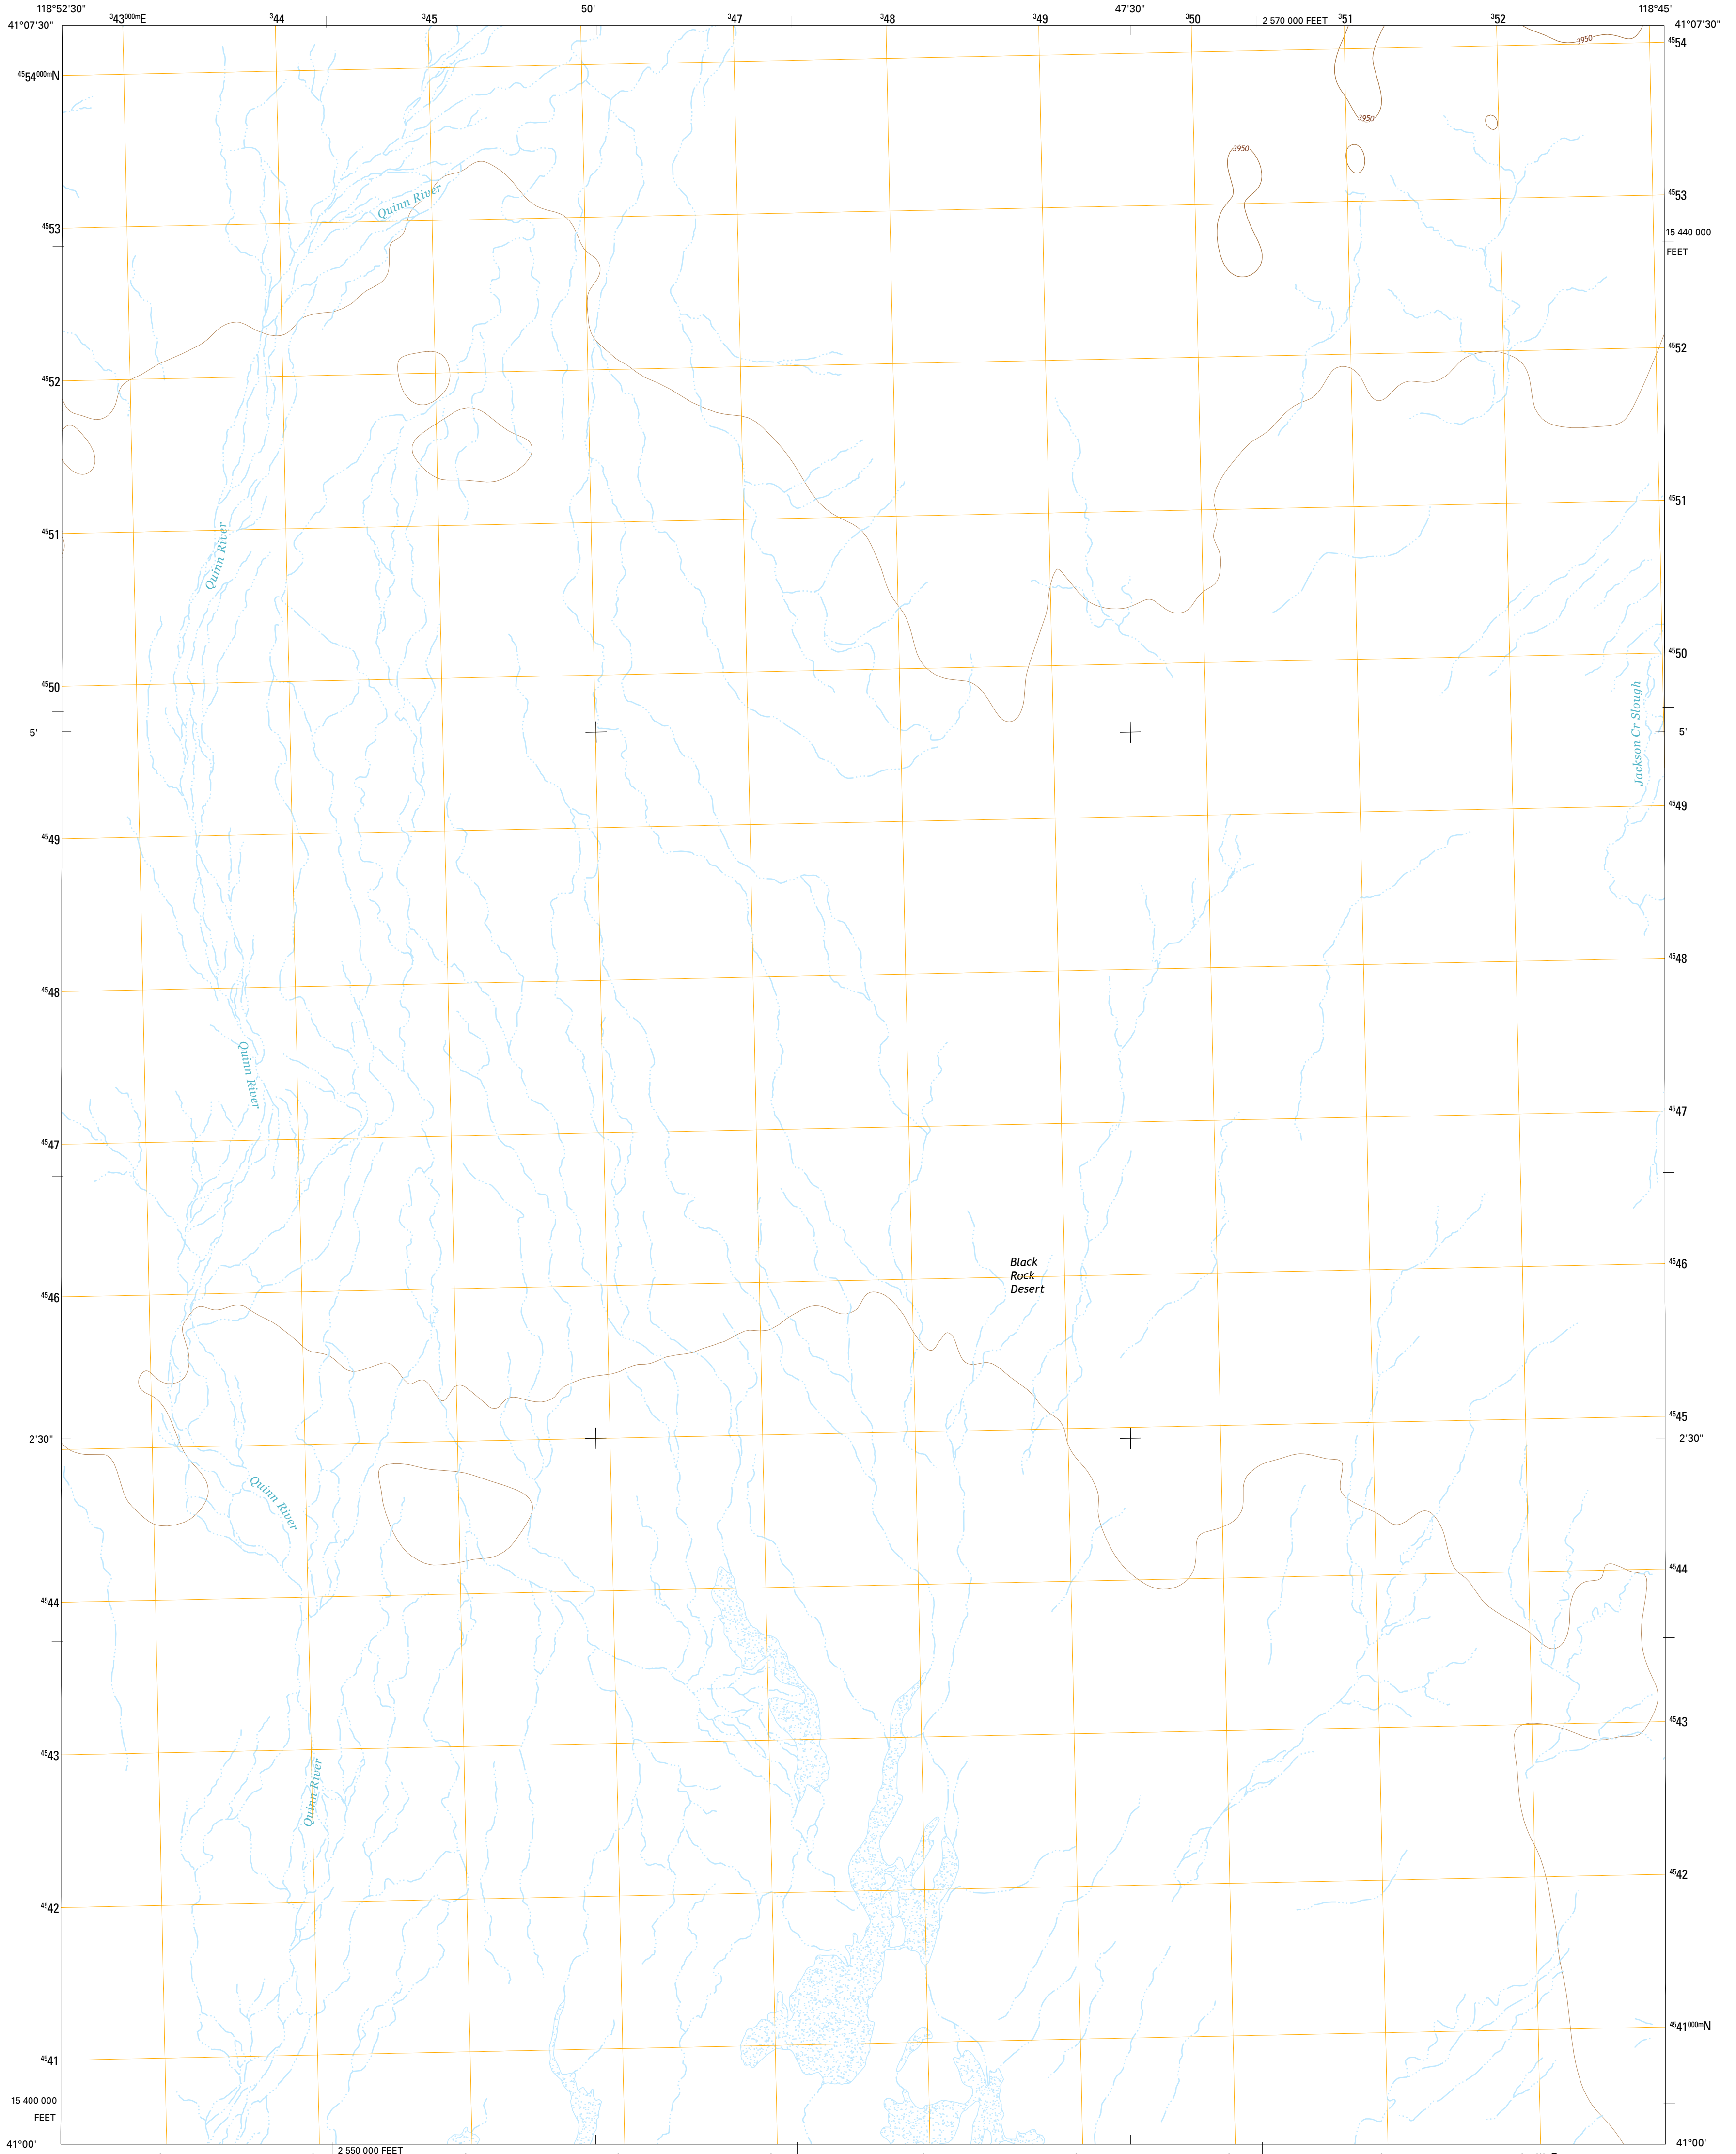 118°52'30"
³43⁰⁰⁰ᵐE
³44
³45
50'
³47
³48
³49
47'30"
³50
2 570 000 FEET
³51
³52
118°45'
41°07'30"
41°07'30"
3950
⁴⁵54
⁴⁵54⁰⁰⁰ᵐN
3950
3950
⁴⁵53
Quinn River
⁴⁵53
15 440 000
FEET
⁴⁵52
⁴⁵52
⁴⁵51
⁴⁵51
Quinn River
⁴⁵50
⁴⁵50
Jackson Cr Slough
5'
5'
⁴⁵49
⁴⁵49
⁴⁵48
⁴⁵48
Quinn River
⁴⁵47
⁴⁵47
Black
Rock
Desert
⁴⁵46
⁴⁵46
⁴⁵45
2'30"
2'30"
Quinn River
⁴⁵44
⁴⁵44
⁴⁵43
⁴⁵43
Quinn River
⁴⁵42
⁴⁵42
⁴⁵41⁰⁰⁰ᵐN
⁴⁵41
15 400 000
FEET
41°00'
41°00'
2 550 000 FEET